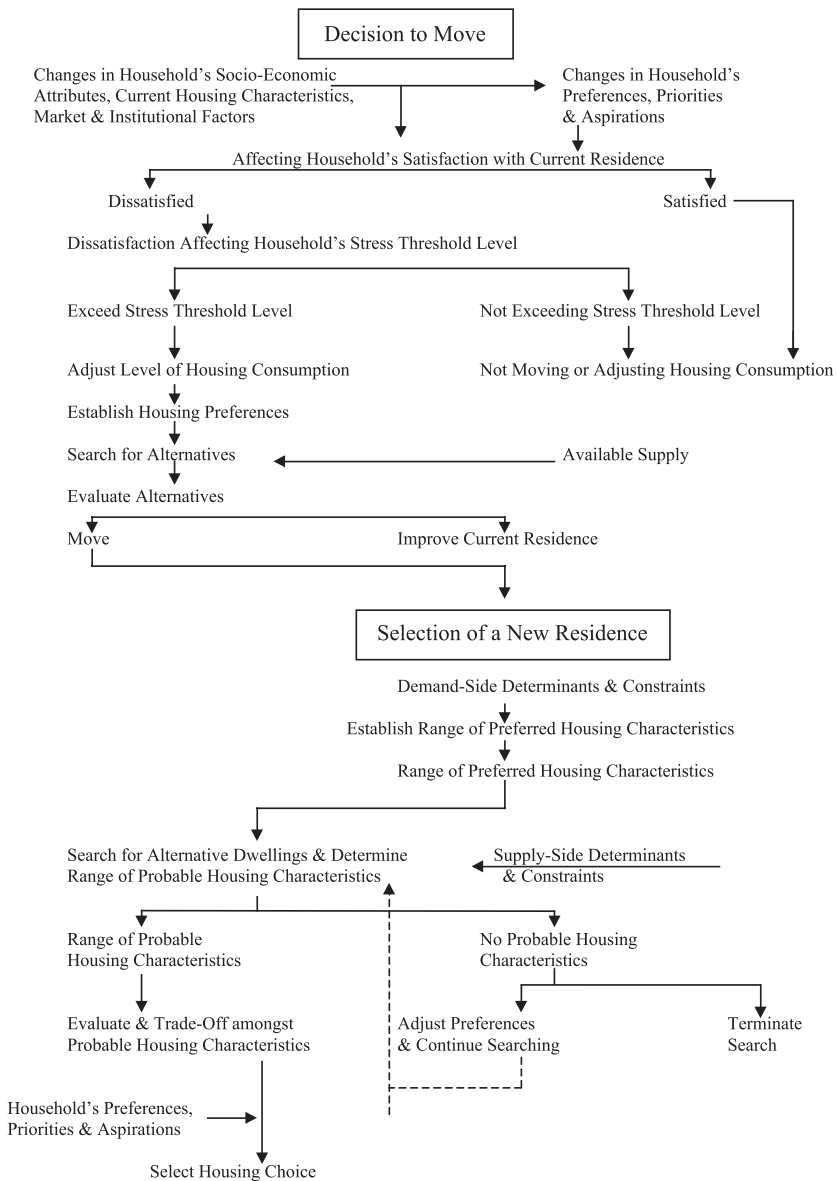 Decision to Move
Changes in Household's Socio-Economic
Attributes, Current Housing Characteristics,
Market & Institutional Factors
Changes in Household's
Preferences, Priorities
& Aspirations
Affecting Household's Satisfaction with Current Residence
Dissatisfied
Satisfied
Dissatisfaction Affecting Household's Stress Threshold Level
Exceed Stress Threshold Level
Not Exceeding Stress Threshold Level
Adjust Level of Housing Consumption
Not Moving or Adjusting Housing Consumption
Establish Housing Preferences
Search for Alternatives
Available Supply
Evaluate Alternatives
Move
Improve Current Residence
Selection of a New Residence
Demand-Side Determinants & Constraints
Establish Range of Preferred Housing Characteristics
Range of Preferred Housing Characteristics
Search for Alternative Dwellings & Determine
Range of Probable Housing Characteristics
Supply-Side Determinants
& Constraints
Range of Probable
Housing Characteristics
No Probable Housing
Characteristics
Evaluate & Trade-Off amongst
Probable Housing Characteristics
Adjust Preferences
& Continue Searching
Terminate
Search
Household's Preferences,
Priorities & Aspirations
Select Housing Choice